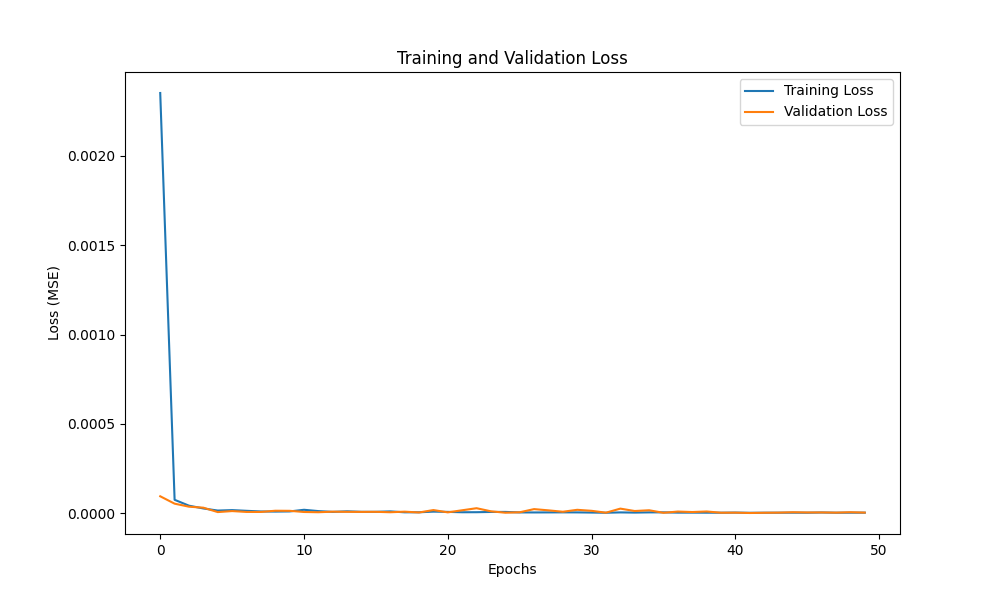 Training and Validation Loss
Training Loss
Validation Loss
0.0020
0.0015
0.0010
0.0005
0.0000
Loss (MSE)
0
10
20
30
40
50
Epochs